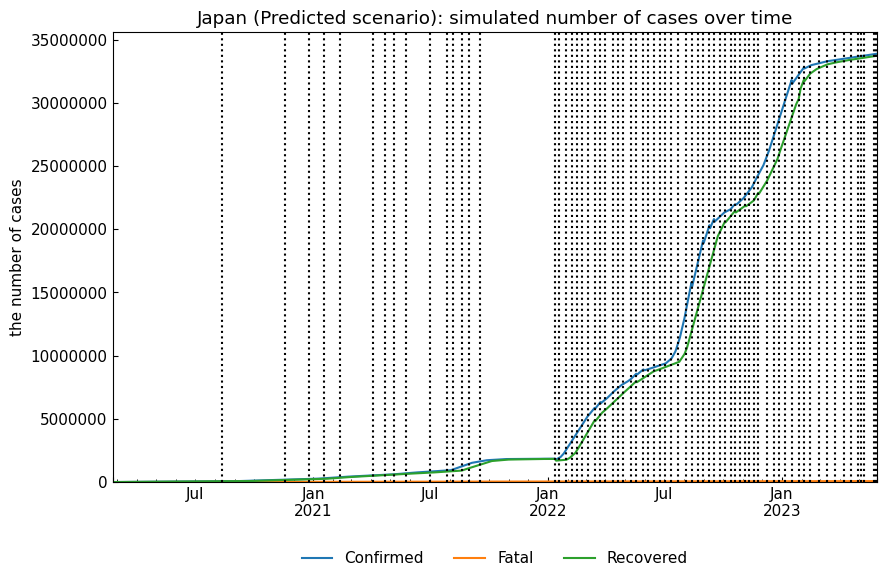 Japan (Predicted scenario): simulated number of cases over time
the number of cases
35000000
30000000
25000000
20000000
15000000
10000000
5000000
0
Jul Jan Jul Jan Jul Jan
2021 2022 2023
Confirmed Fatal Recovered